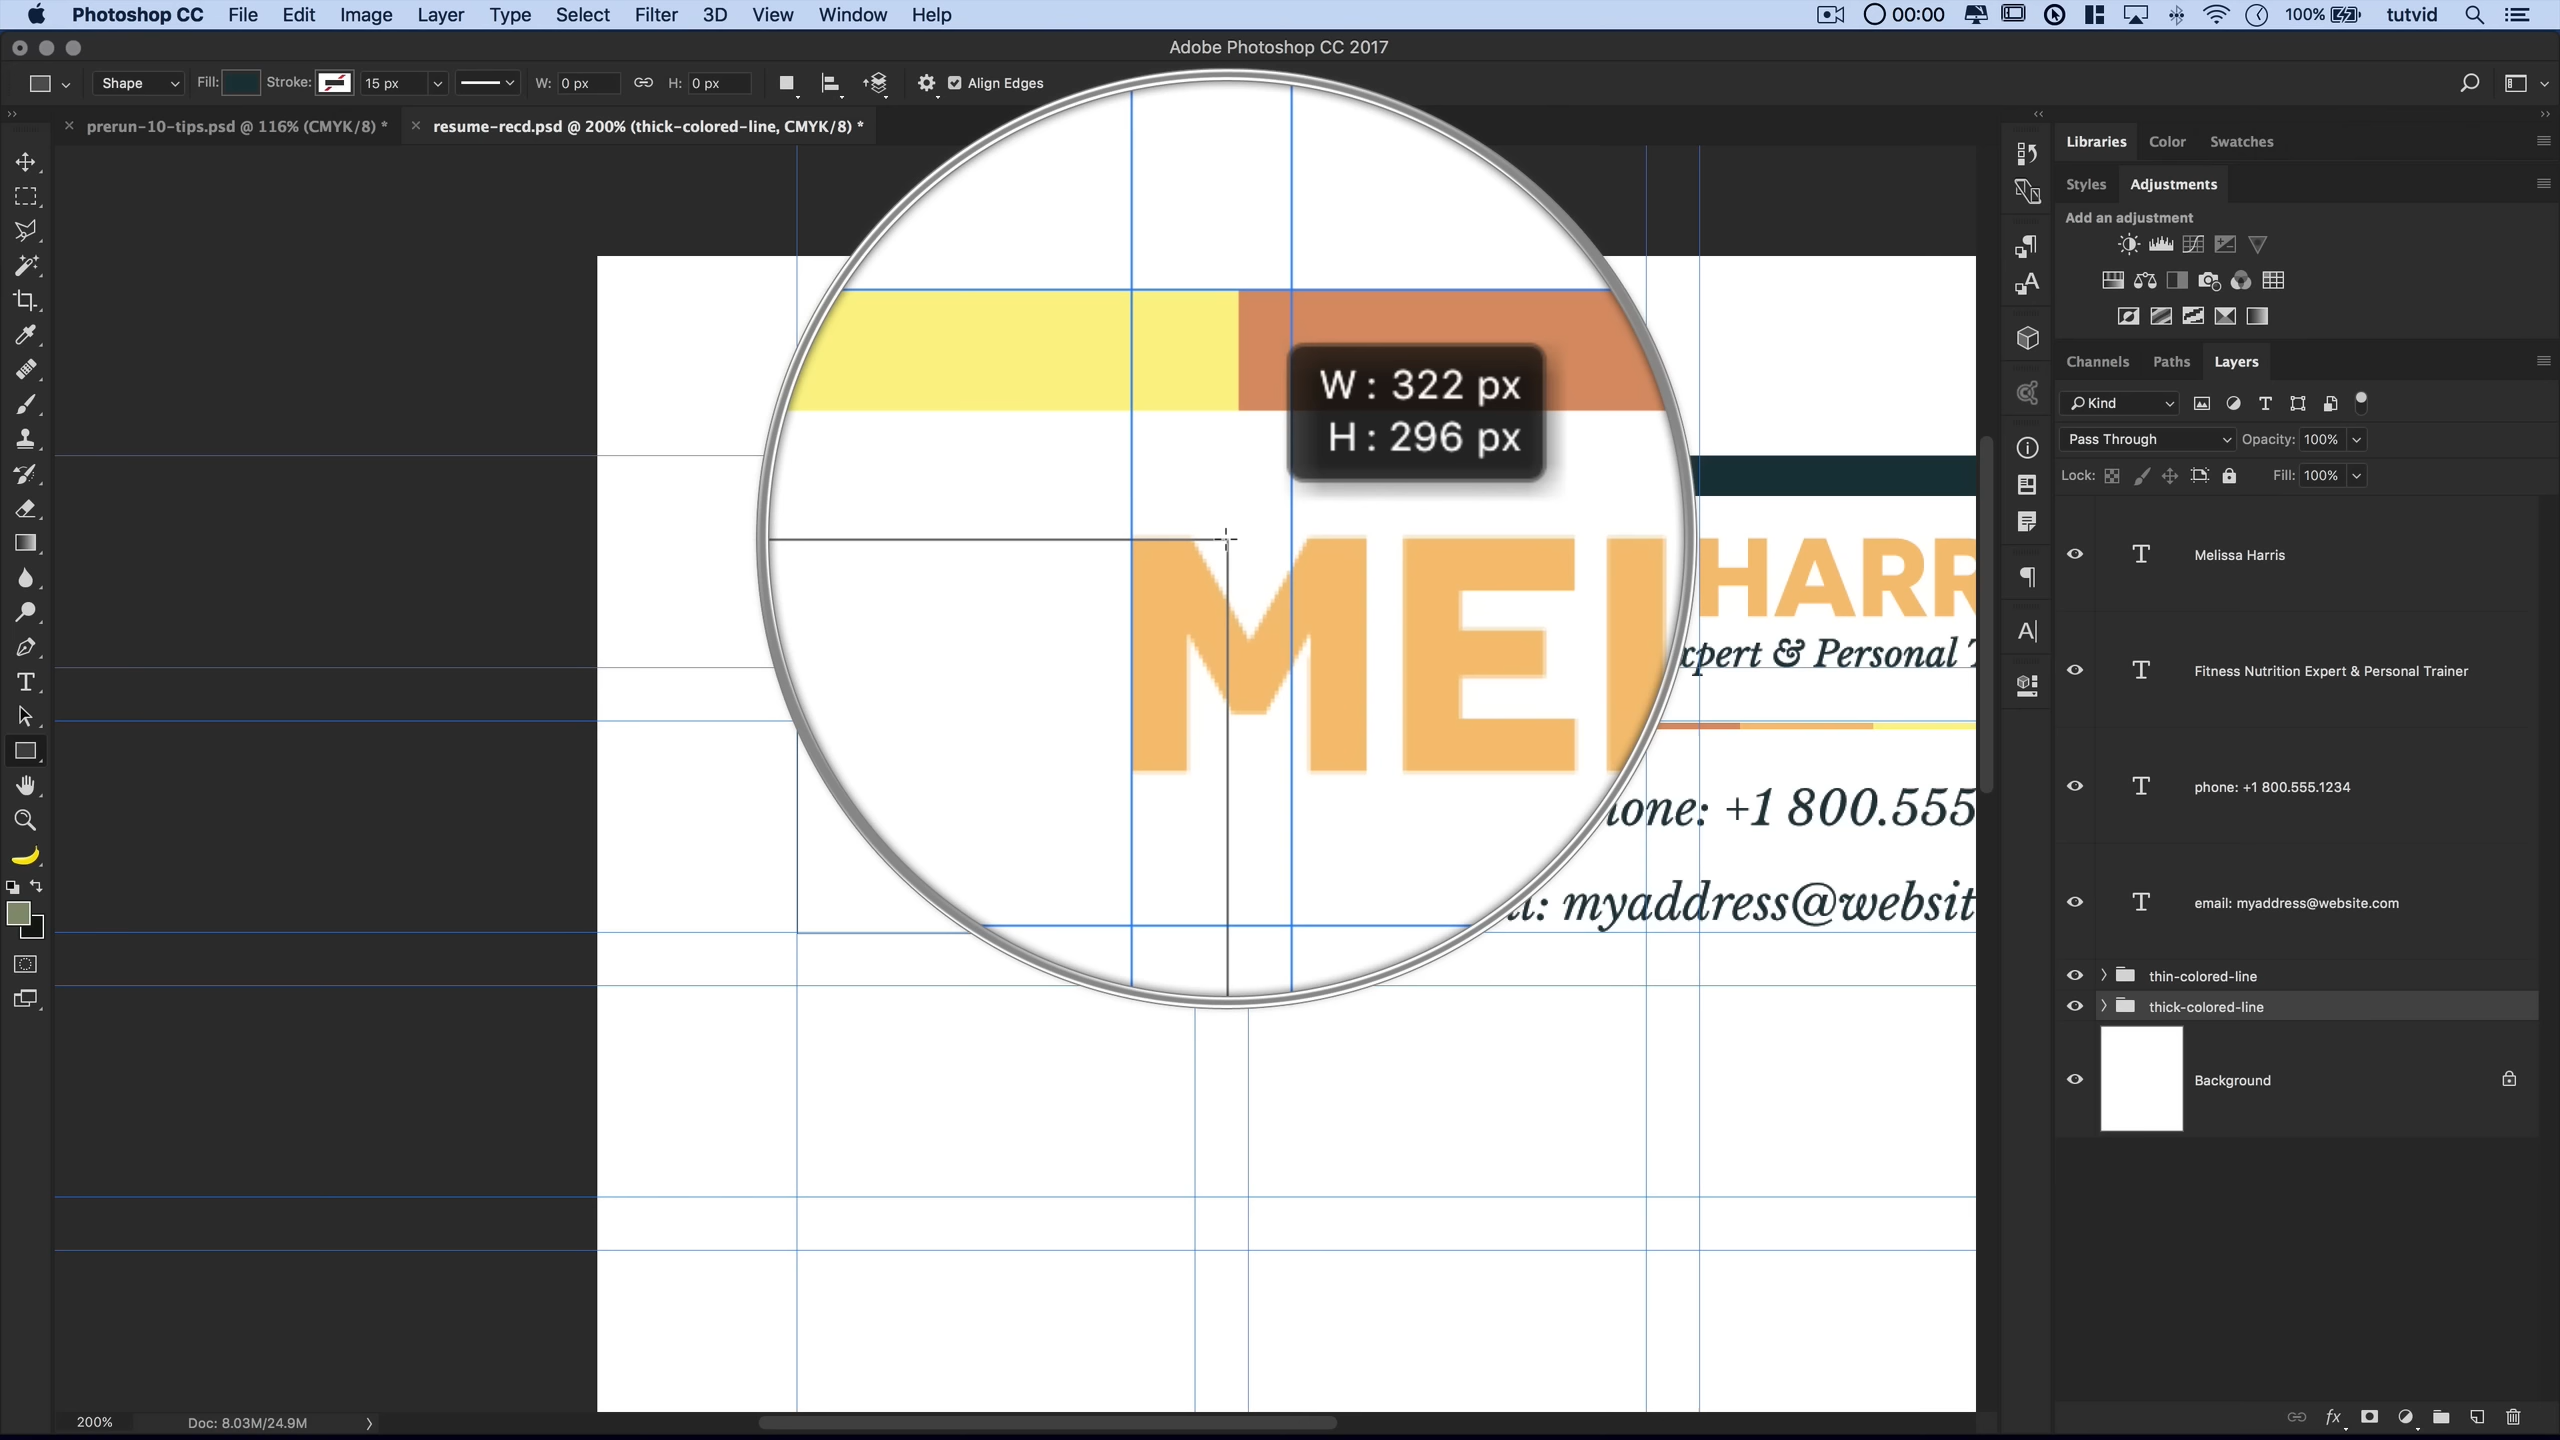 Photoshop CC File Edit Image Layer Type Select Filter 3D View Window Help 00:00 100% tutvid
Adobe Photoshop CC 2017
Shape Fill: Stroke: 15 px W: 0 px H: 0 px Align Edges
prerun-10-tips.psd @ 116% (CMYK/8) * resume-recd.psd @ 200% (thick-colored-line, CMYK/8) *
Libraries Color Swatches
Styles Adjustments
Add an adjustment
Channels Paths Layers
Kind
Pass Through Opacity: 100%
Lock: Fill: 100%
W : 322 px
H : 296 px
ME
HARR
xpert & Personal T
hone: +1 800.555
il: myaddress@websit
Melissa Harris
Fitness Nutrition Expert & Personal Trainer
phone: +1 800.555.1234
email: myaddress@website.com
thin-colored-line
thick-colored-line
Background
200% Doc: 8.03M/24.9M